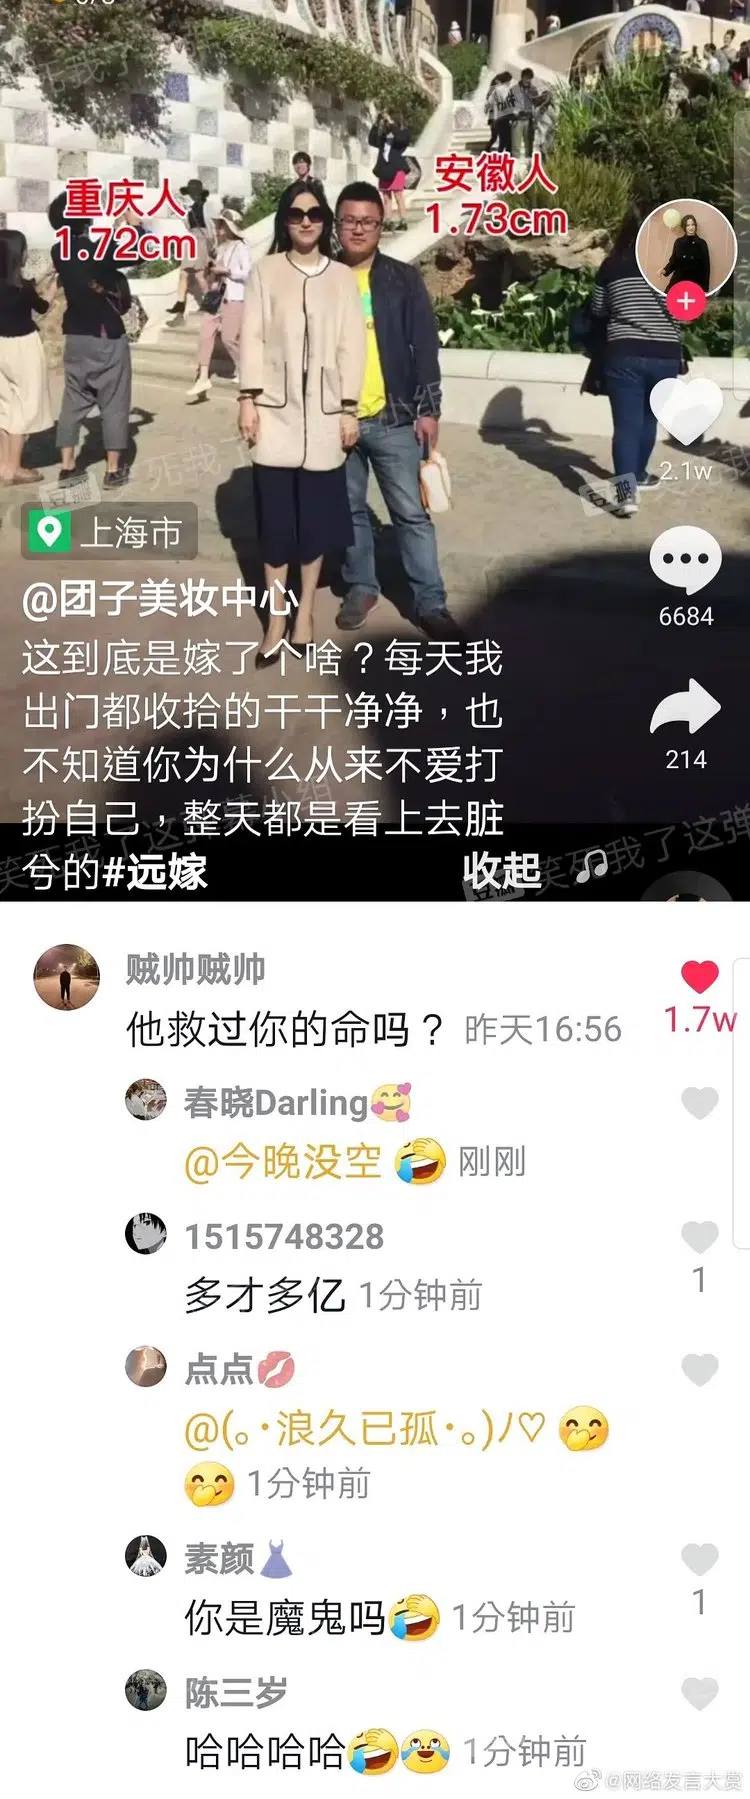 重庆人
1.72cm
安徽人
1.73cm
2.1w
上海市
6684
@团子美妆中心
这到底是嫁了个啥？每天我
出门都收拾的干干净净，也
214
不知道你为什么从来不爱打
扮自己，整天都是看上去脏
兮的#远嫁
收起
贼帅贼帅
他救过你的命吗？ 昨天16:56
1.7w
春晓Darling🥰
@今晚没空 🤣 刚刚
1515748328
多才多亿 1分钟前
1
点点💋
@(｡･浪久已孤･｡)ﾉ♡ 🤭
🤭 1分钟前
素颜👗
你是魔鬼吗🤣 1分钟前
1
陈三岁
哈哈哈哈 1分钟前
@网络发言大赏